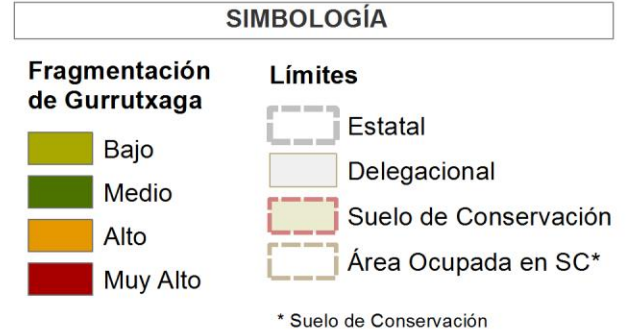 SIMBOLOGÍA
Fragmentación
de Gurrutxaga
Bajo
Medio
Alto
Muy Alto
Límites
Estatal
Delegacional
Suelo de Conservación
Área Ocupada en SC*
* Suelo de Conservación